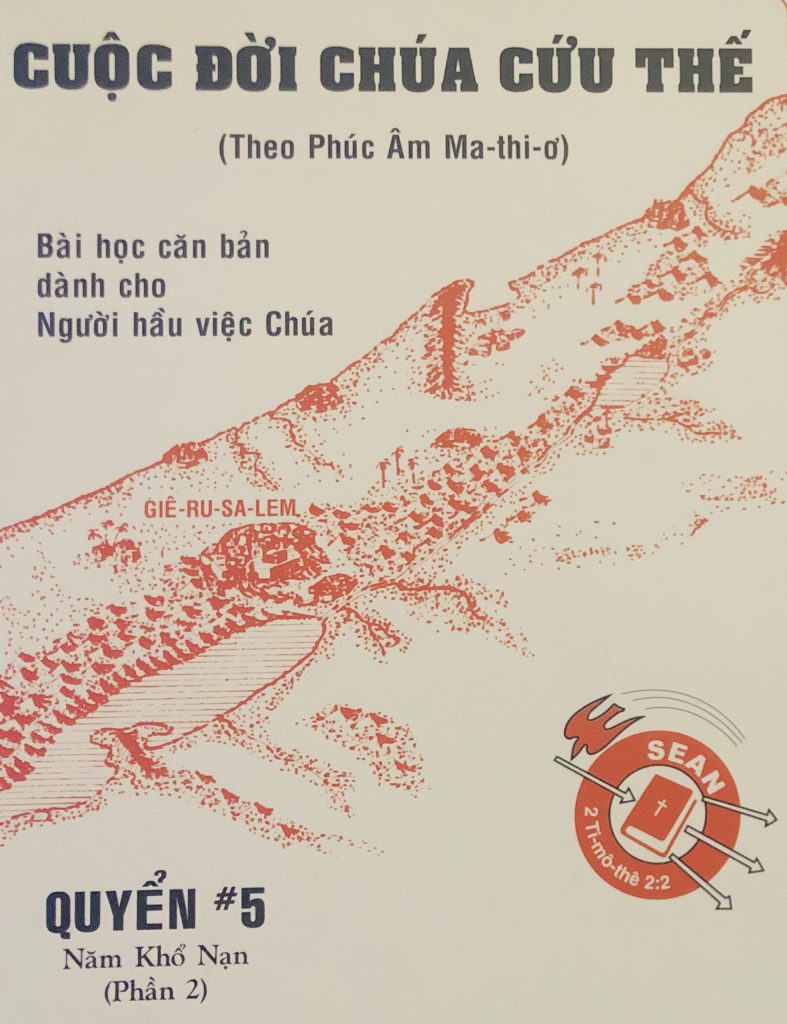 CUỘC ĐỜI CHÚA CỨU THẾ
(Theo Phúc Âm Ma-thi-ơ)
Bài học căn bản
dành cho
Người hầu việc Chúa
GIÊ-RU-SA-LEM
SEAN
2 Ti-mô-thê 2:2
QUYỂN #5
Năm Khổ Nạn
(Phần 2)